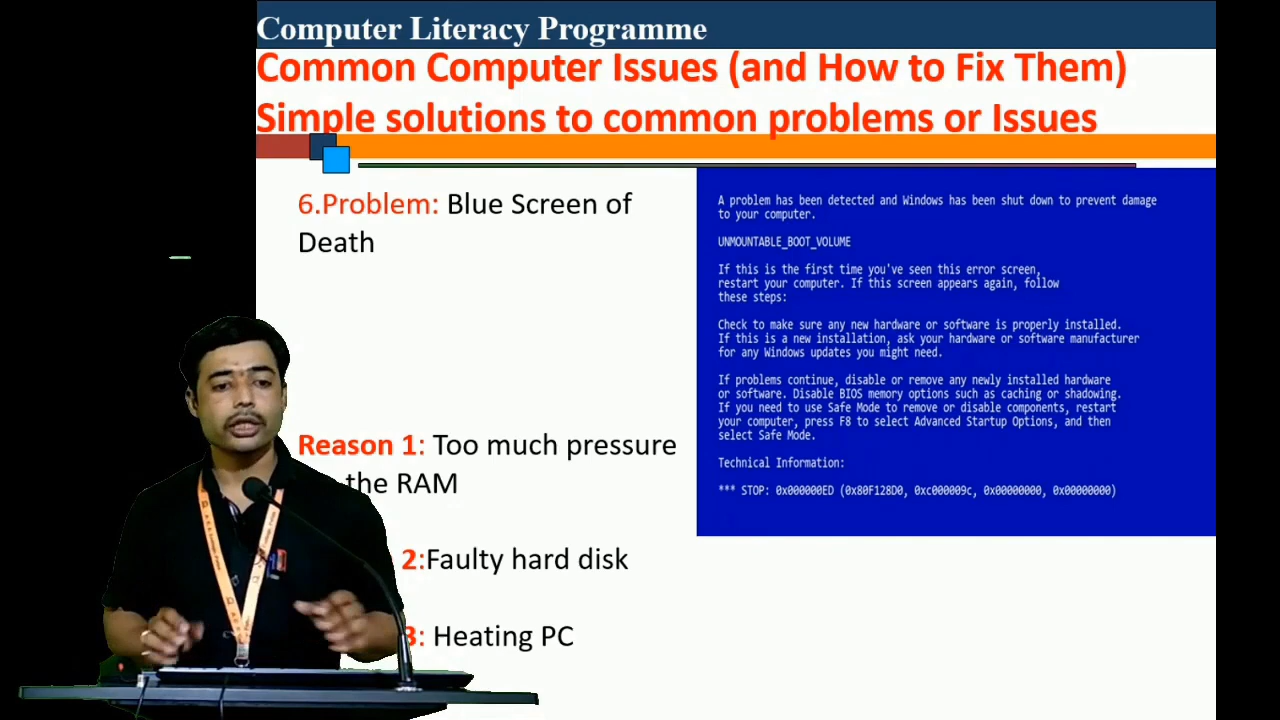 Computer Literacy Programme
Common Computer Issues (and How to Fix Them)
Simple solutions to common problems or Issues
6.Problem: Blue Screen of
Death
Reason 1: Too much pressure
the RAM
2:Faulty hard disk
3: Heating PC
A problem has been detected and Windows has been shut down to prevent damage
to your computer.
UNMOUNTABLE_BOOT_VOLUME
If this is the first time you've seen this error screen,
restart your computer. If this screen appears again, follow
these steps:
Check to make sure any new hardware or software is properly installed.
If this is a new installation, ask your hardware or software manufacturer
for any Windows updates you might need.
If problems continue, disable or remove any newly installed hardware
or software. Disable BIOS memory options such as caching or shadowing.
If you need to use Safe Mode to remove or disable components, restart
your computer, press F8 to select Advanced Startup Options, and then
select Safe Mode.
Technical Information:
*** STOP: 0x000000ED (0x80F128D0, 0xc000009c, 0x00000000, 0x00000000)